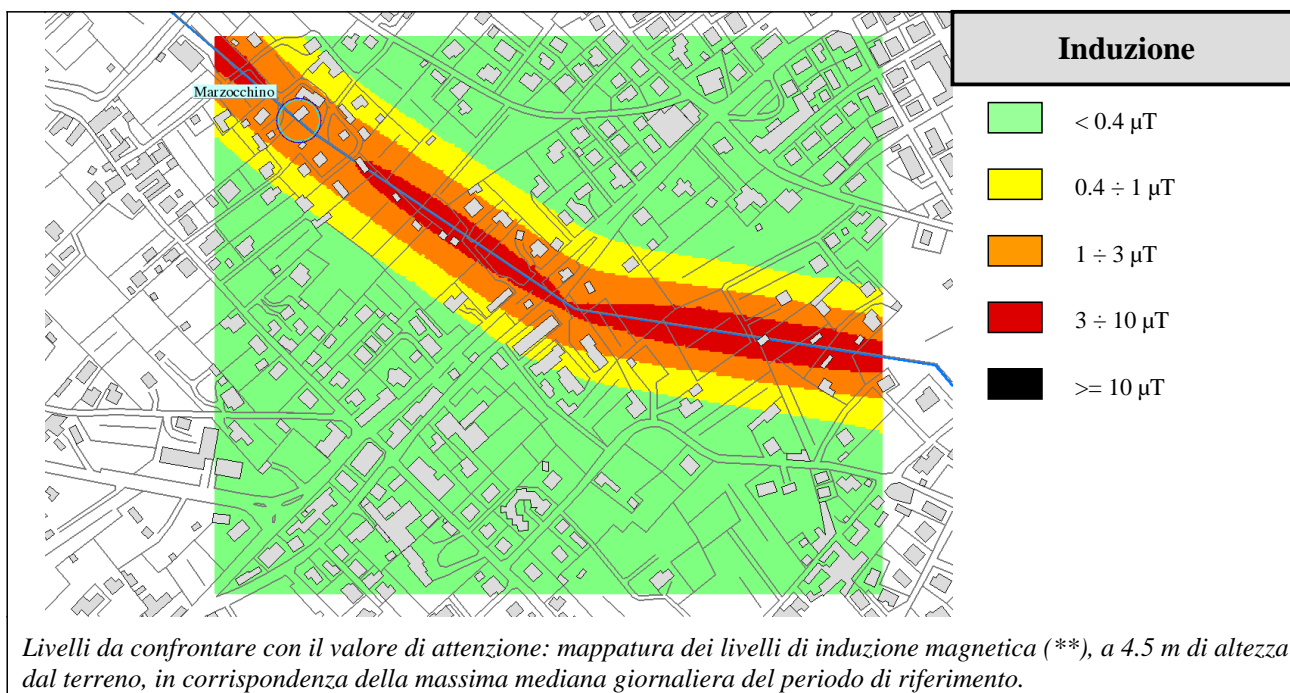 Marzocchino
Induzione
< 0.4 µT
0.4 ÷ 1 µT
1 ÷ 3 µT
3 ÷ 10 µT
>= 10 µT
Livelli da confrontare con il valore di attenzione: mappatura dei livelli di induzione magnetica (**), a 4.5 m di altezza
dal terreno, in corrispondenza della massima mediana giornaliera del periodo di riferimento.